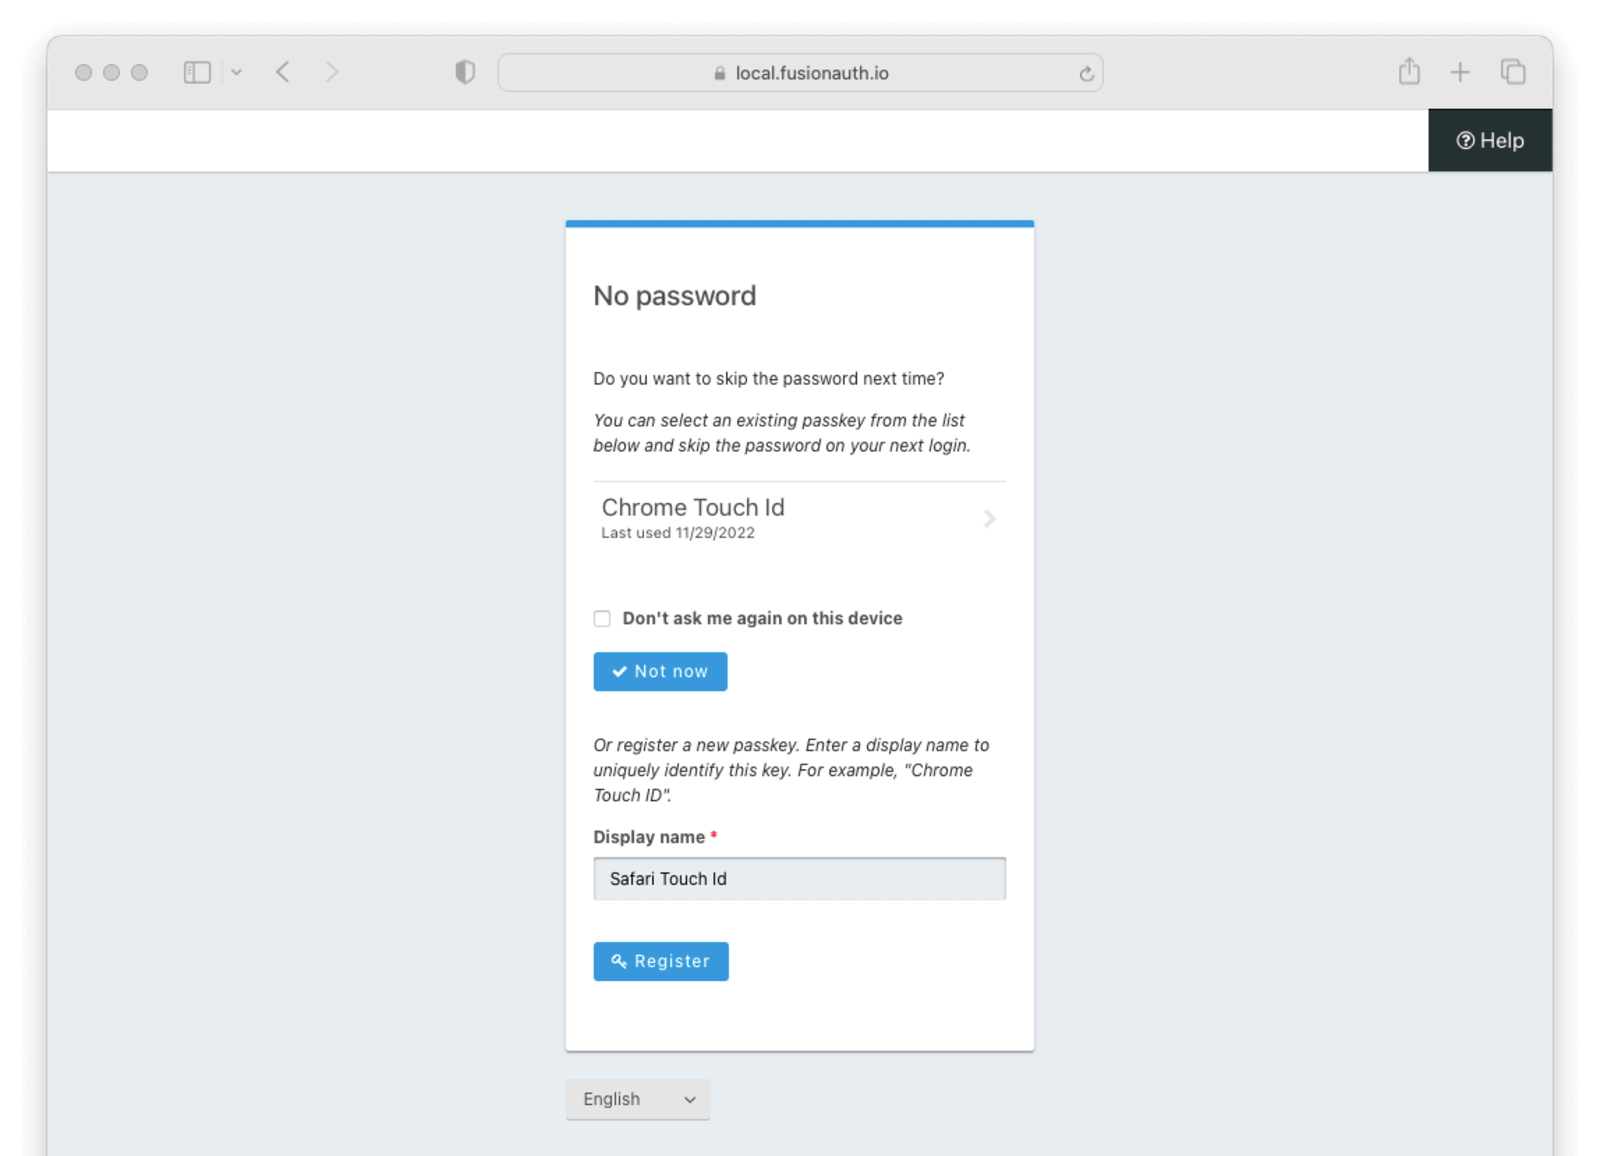 local.fusionauth.io
Help
No password
Do you want to skip the password next time?
You can select an existing passkey from the list
below and skip the password on your next login.
Chrome Touch Id
Last used 11/29/2022
Don't ask me again on this device
Not now
Or register a new passkey. Enter a display name to
uniquely identify this key. For example, "Chrome
Touch ID".
Display name *
Safari Touch Id
Register
English